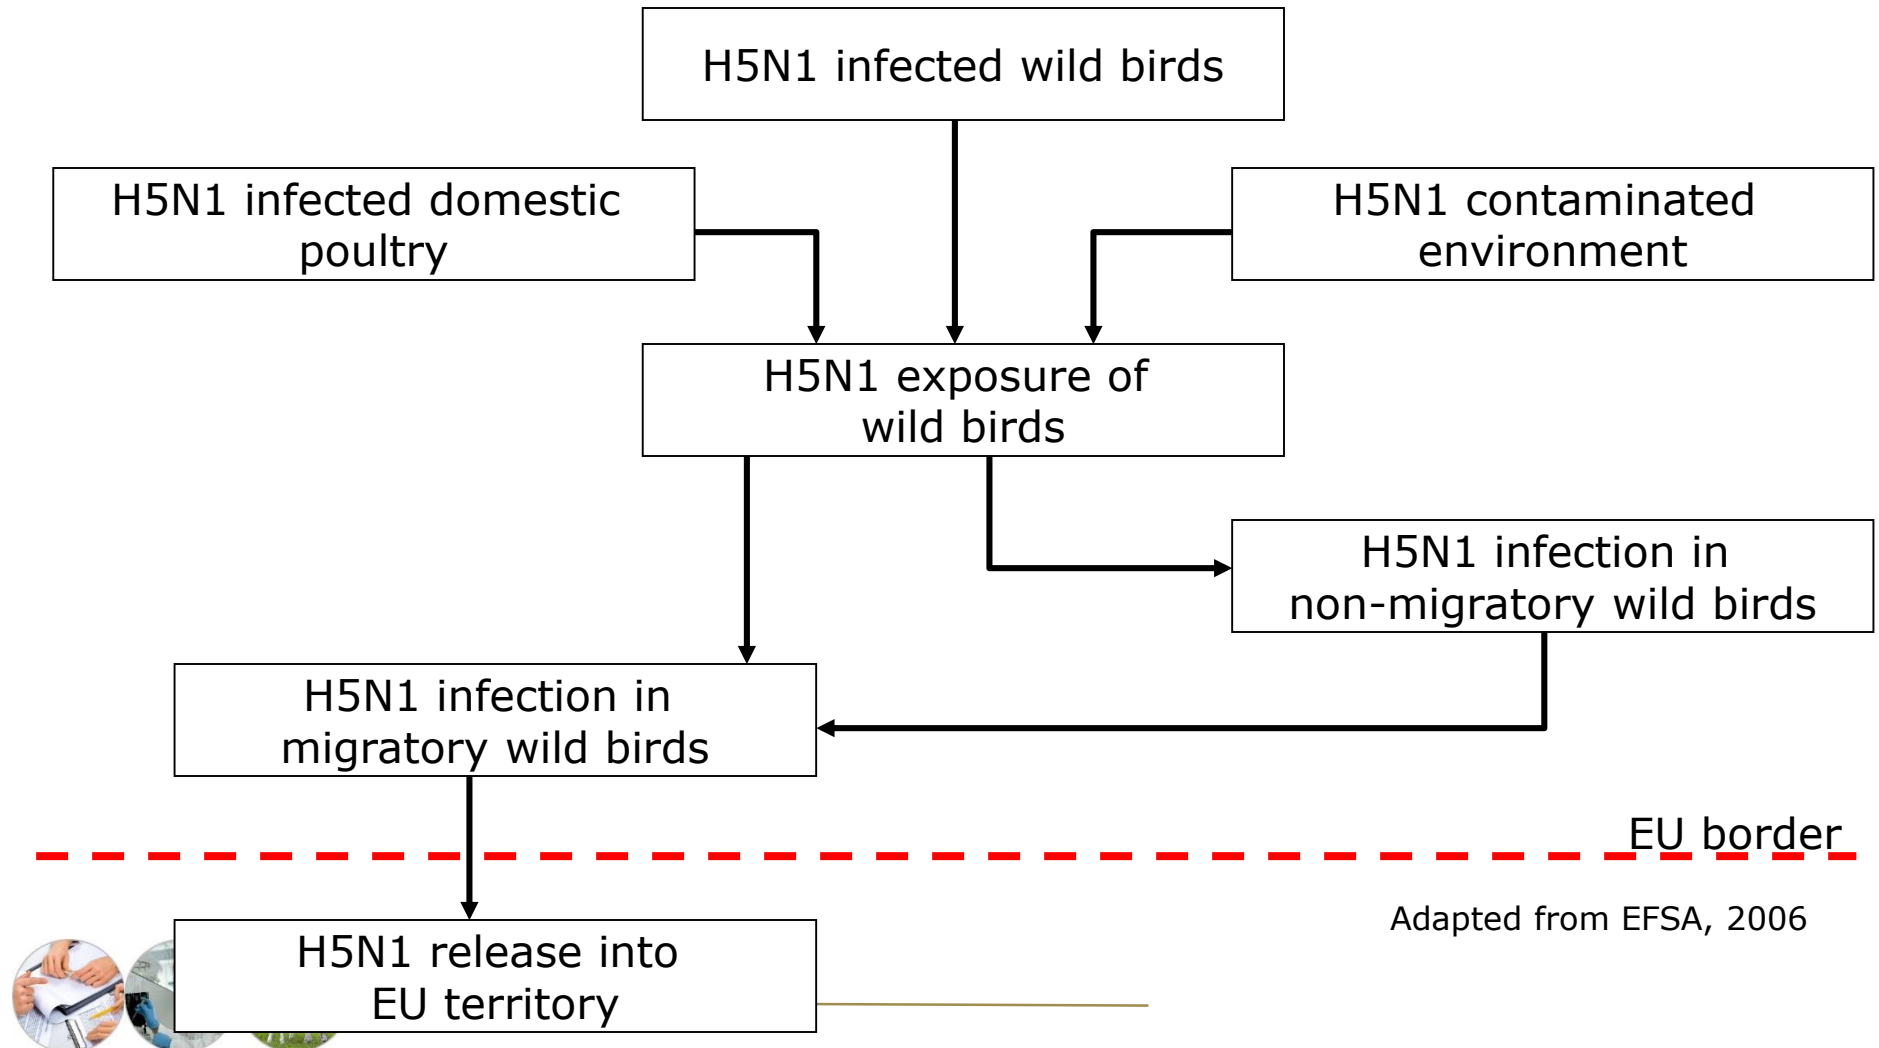 H5N1 infected wild birds
H5N1 infected domestic
poultry
H5N1 contaminated
environment
H5N1 exposure of
wild birds
H5N1 infection in
non-migratory wild birds
H5N1 infection in
migratory wild birds
EU border
Adapted from EFSA, 2006
H5N1 release into
EU territory